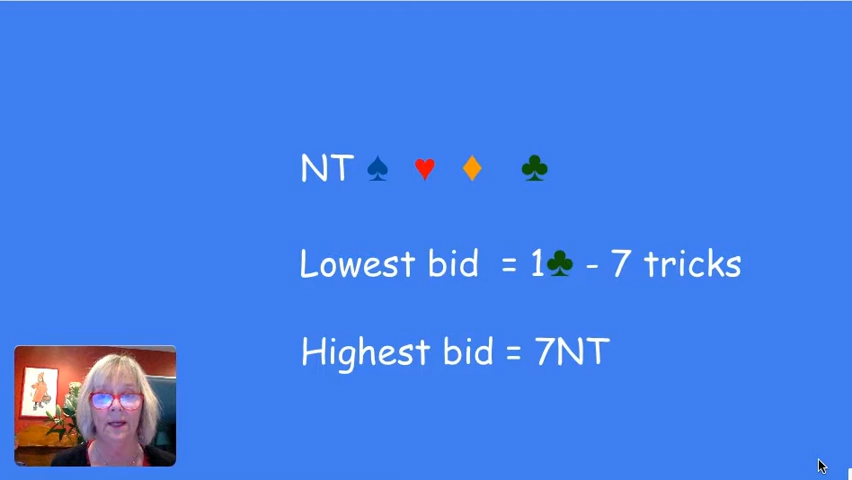 NT ♠ ♥ ♦ ♣
Lowest bid = 1♣ - 7 tricks
Highest bid = 7NT